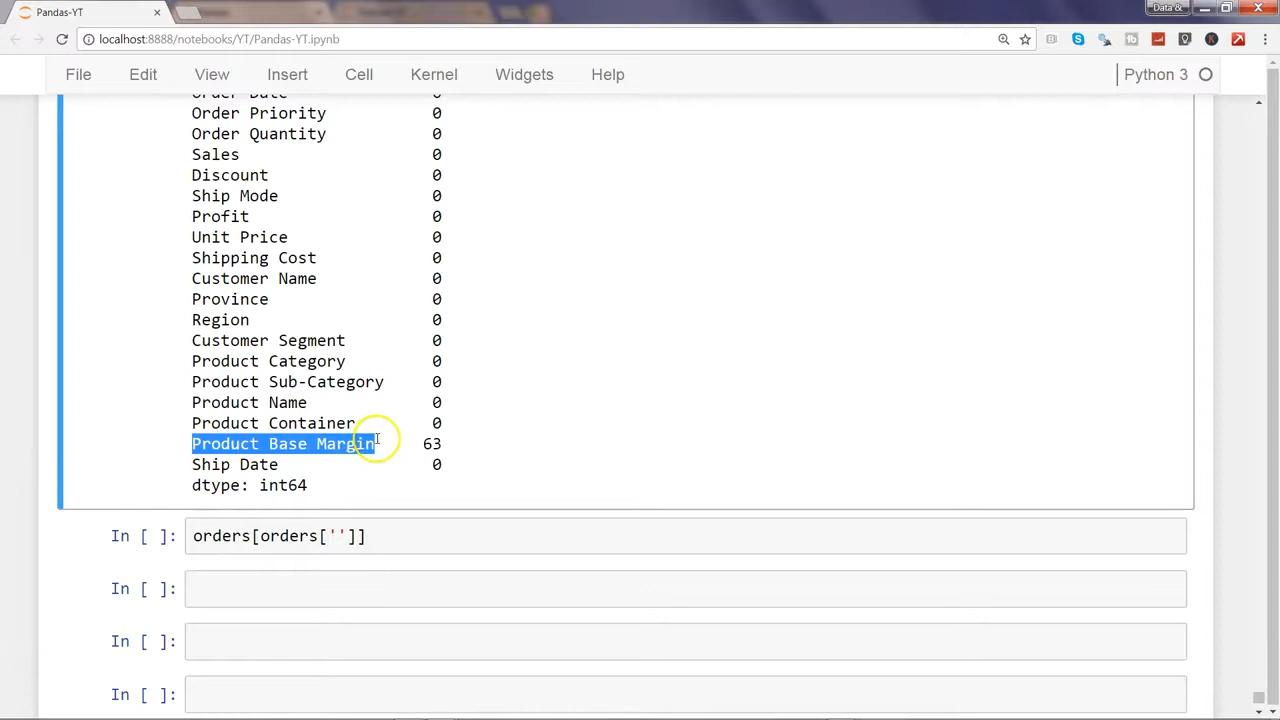 Pandas-YT
Data &
localhost:8888/notebooks/YT/Pandas-YT.ipynb
File Edit View Insert Cell Kernel Widgets Help Python 3
Order Date 0
Order Priority 0
Order Quantity 0
Sales 0
Discount 0
Ship Mode 0
Profit 0
Unit Price 0
Shipping Cost 0
Customer Name 0
Province 0
Region 0
Customer Segment 0
Product Category 0
Product Sub-Category 0
Product Name 0
Product Container 0
Product Base Margin 63
Ship Date 0
dtype: int64
In [ ]: orders[orders['']]
In [ ]:
In [ ]:
In [ ]: